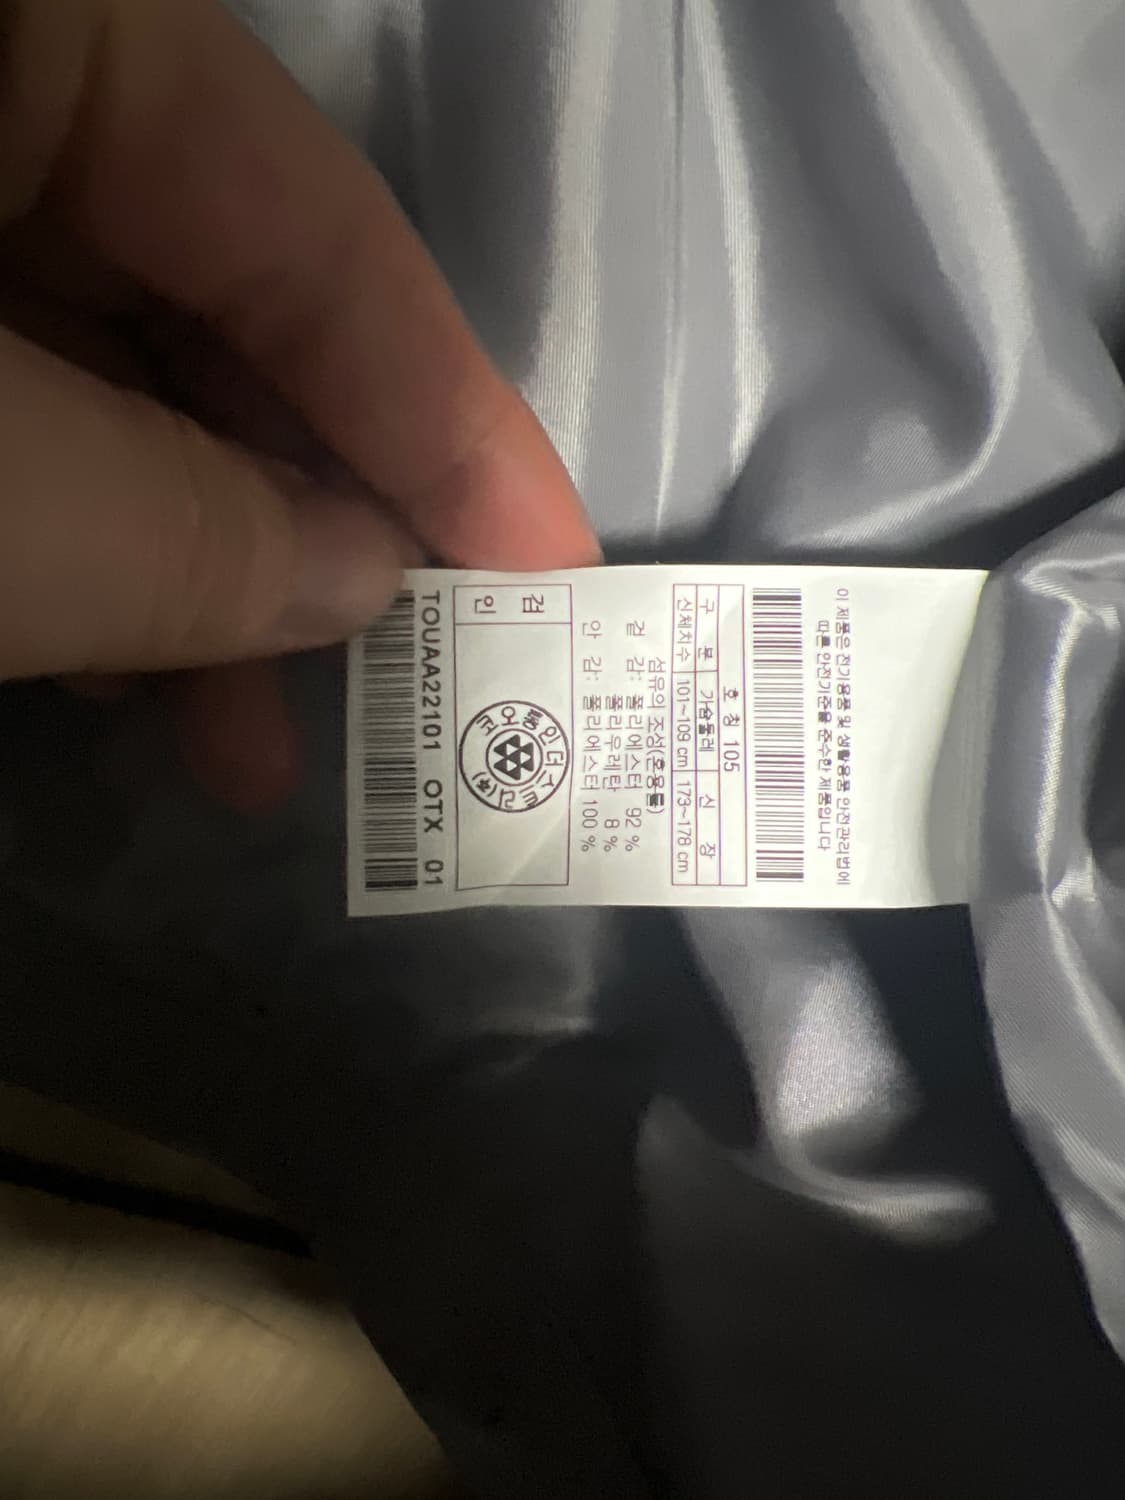 이 제품은 전기용품 및 생활용품 안전관리법에
따른 안전기준을 준수한 제품입니다
호 칭 105
구 분 가슴둘레 신 장
신체치수 101~109 cm 173~178 cm
섬유의 조성(혼용률)
겉 감: 폴리에스터 92 %
폴리우레탄 8 %
안 감: 폴리에스터 100 %
검 인
코오롱인더스트리(주)
TOUAA22101 OTX 01